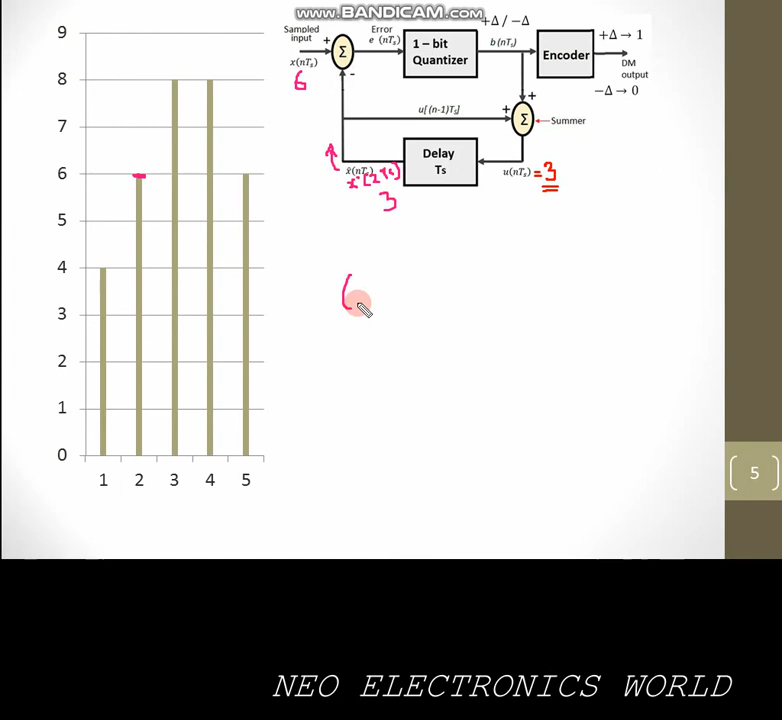 www.BANDICAM.com
+Δ / −Δ
Sampled input
+
Error
e (nTs)
x(nTs)
Σ
-
1 – bit Quantizer
b (nTs)
Encoder
+Δ → 1
DM output
−Δ → 0
6
u[(n-1)Ts]
+
+
Σ
Summer
Delay Ts
x̂(nTs)
u(nTs)
= 3
x̂[2Ts]
3
9
8
7
6
5
4
3
2
1
0
1 2 3 4 5
5
NEO ELECTRONICS WORLD